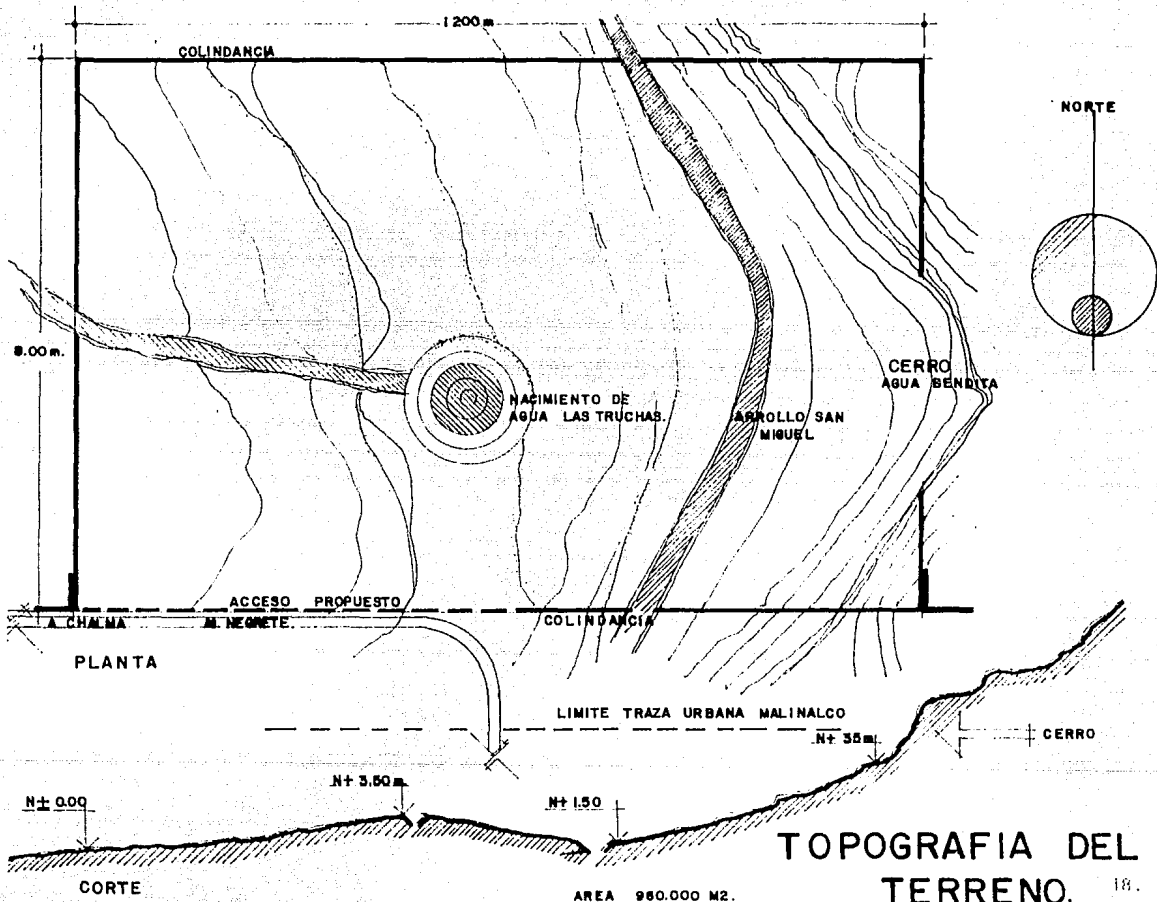 1200 m
COLINDANCIA
NORTE
8.00 m.
CERRO
AGUA BENDITA
NACIMIENTO DE
AGUA LAS TRUCHAS.
ARROLLO SAN
MIGUEL
ACCESO PROPUESTO
A. CHALMA
M. NEGRETE.
COLINDANCIA
PLANTA
LIMITE TRAZA URBANA MALINALCO
N+ 35 m
CERRO
N± 0.00
N+ 3.50 m
N+ 1.50
TOPOGRAFIA DEL
TERRENO.
18.
CORTE
AREA 960.000 M2.